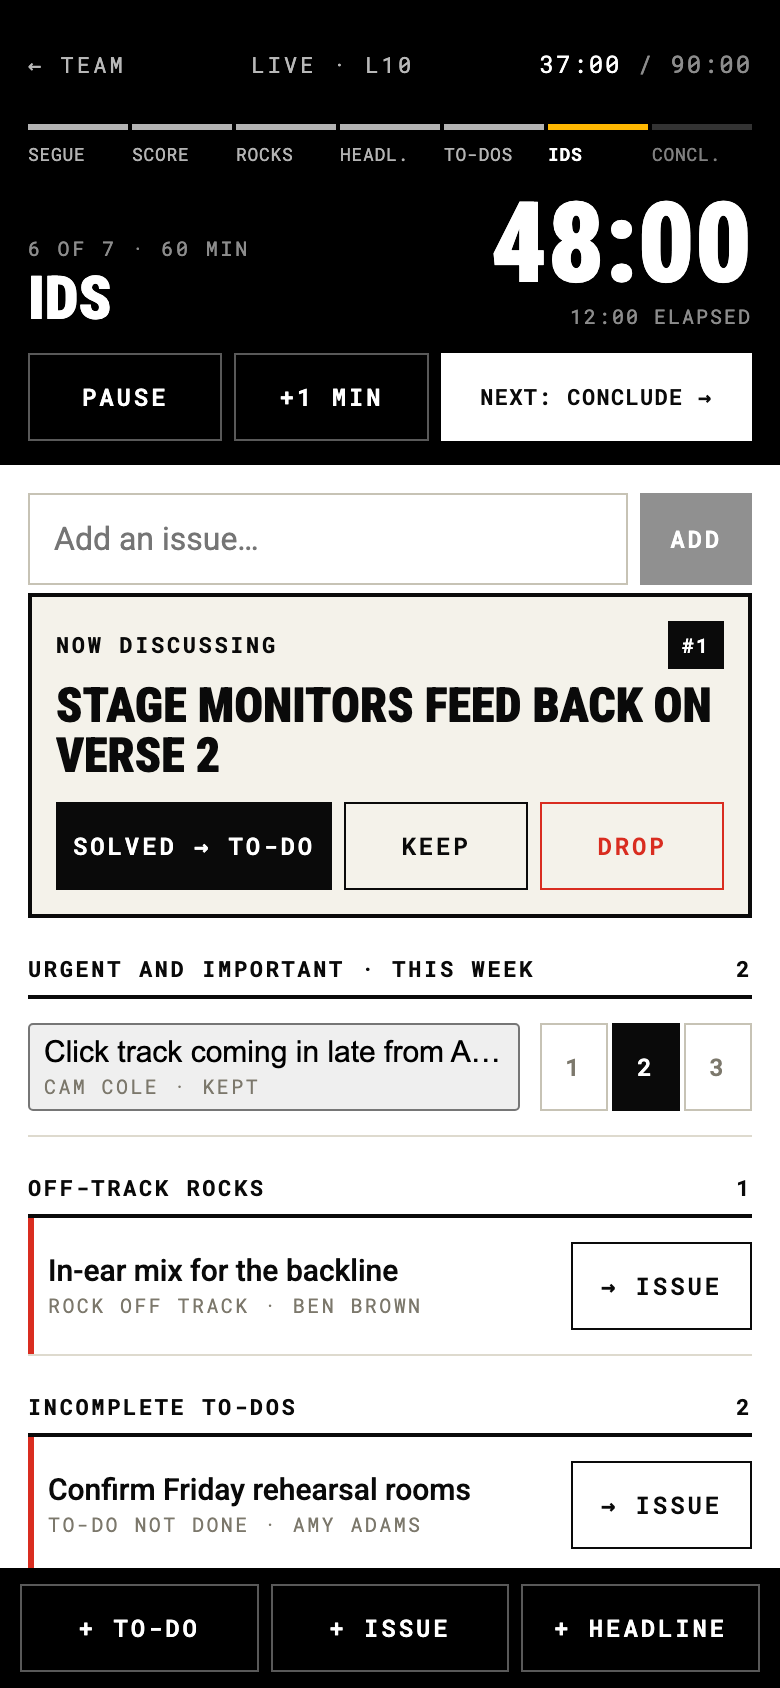 ← TEAM
LIVE · L10
37:00 / 90:00
SEGUE
SCORE
ROCKS
HEADL.
TO-DOS
IDS
CONCL.
6 OF 7 · 60 MIN
IDS
48:00
12:00 ELAPSED
PAUSE
+1 MIN
NEXT: CONCLUDE →
Add an issue…
ADD
NOW DISCUSSING
#1
STAGE MONITORS FEED BACK ON
VERSE 2
SOLVED → TO-DO
KEEP
DROP
URGENT AND IMPORTANT · THIS WEEK
2
Click track coming in late from A…
CAM COLE · KEPT
1
2
3
OFF-TRACK ROCKS
1
In-ear mix for the backline
ROCK OFF TRACK · BEN BROWN
→ ISSUE
INCOMPLETE TO-DOS
2
Confirm Friday rehearsal rooms
TO-DO NOT DONE · AMY ADAMS
→ ISSUE
+ TO-DO
+ ISSUE
+ HEADLINE